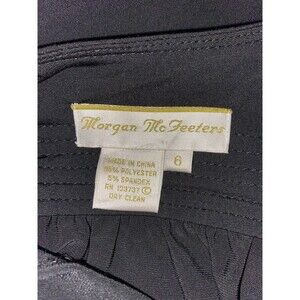 Morgan McFeeters
MADE IN CHINA
95% POLYESTER
5% SPANDEX
RN 103737 ©
DRY CLEAN
6